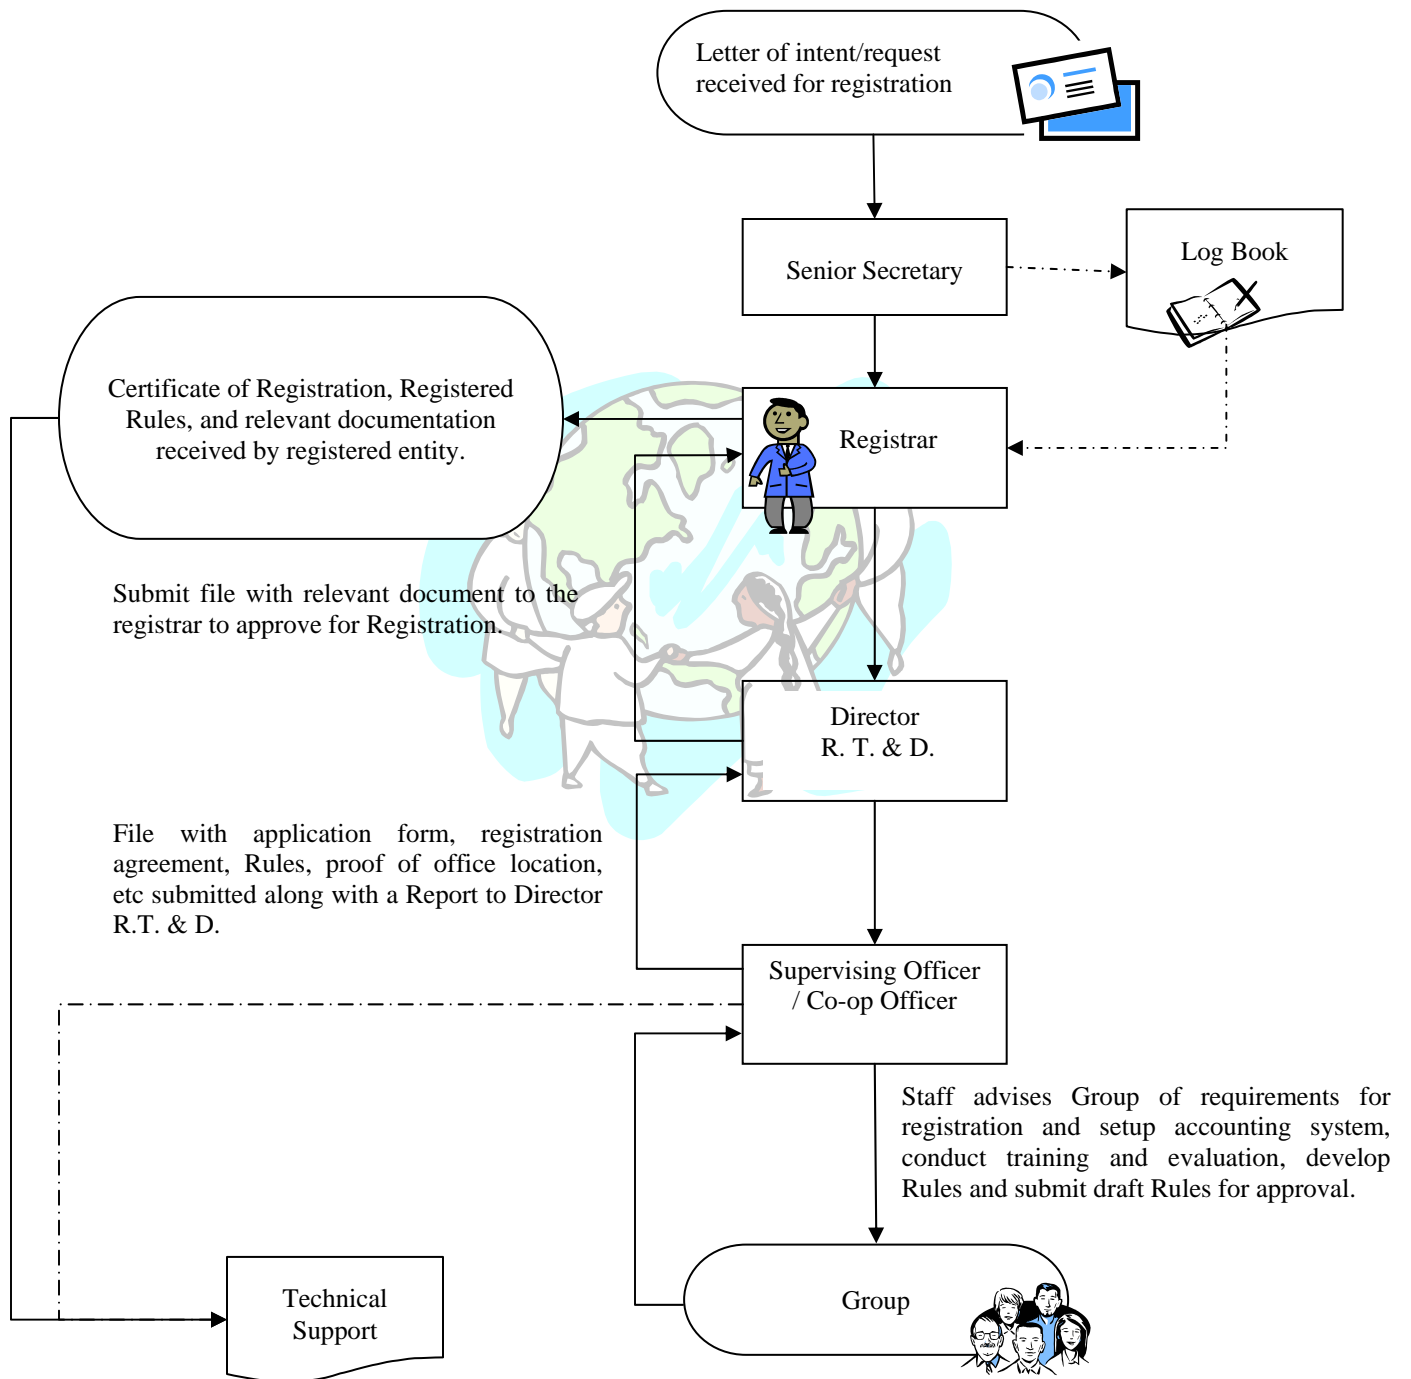 Letter of intent/request
received for registration
Senior Secretary
Log Book
Certificate of Registration, Registered
Rules, and relevant documentation
received by registered entity.
Registrar
Submit file with relevant document to the
registrar to approve for Registration.
Director
R. T. & D.
File with application form, registration
agreement, Rules, proof of office location,
etc submitted along with a Report to Director
R.T. & D.
Supervising Officer
/ Co-op Officer
Staff advises Group of requirements for
registration and setup accounting system,
conduct training and evaluation, develop
Rules and submit draft Rules for approval.
Technical
Support
Group